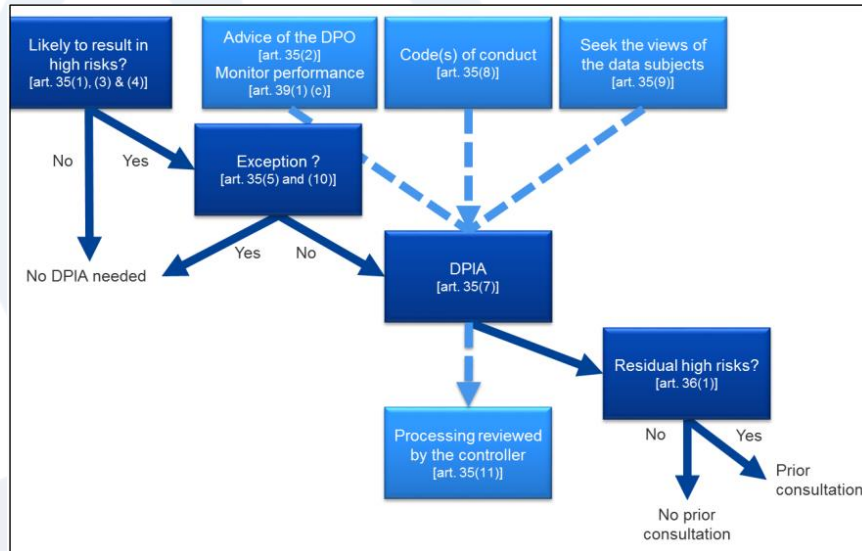 Likely to result in
high risks?
[art. 35(1), (3) & (4)]
Advice of the DPO
[art. 35(2)]
Monitor performance
[art. 39(1) (c)]
Code(s) of conduct
[art. 35(8)]
Seek the views of
the data subjects
[art. 35(9)]
No
Yes
Exception ?
[art. 35(5) and (10)]
Yes
No
No DPIA needed
DPIA
[art. 35(7)]
Residual high risks?
[art. 36(1)]
No
Yes
Processing reviewed
by the controller
[art. 35(11)]
Prior
consultation
No prior
consultation